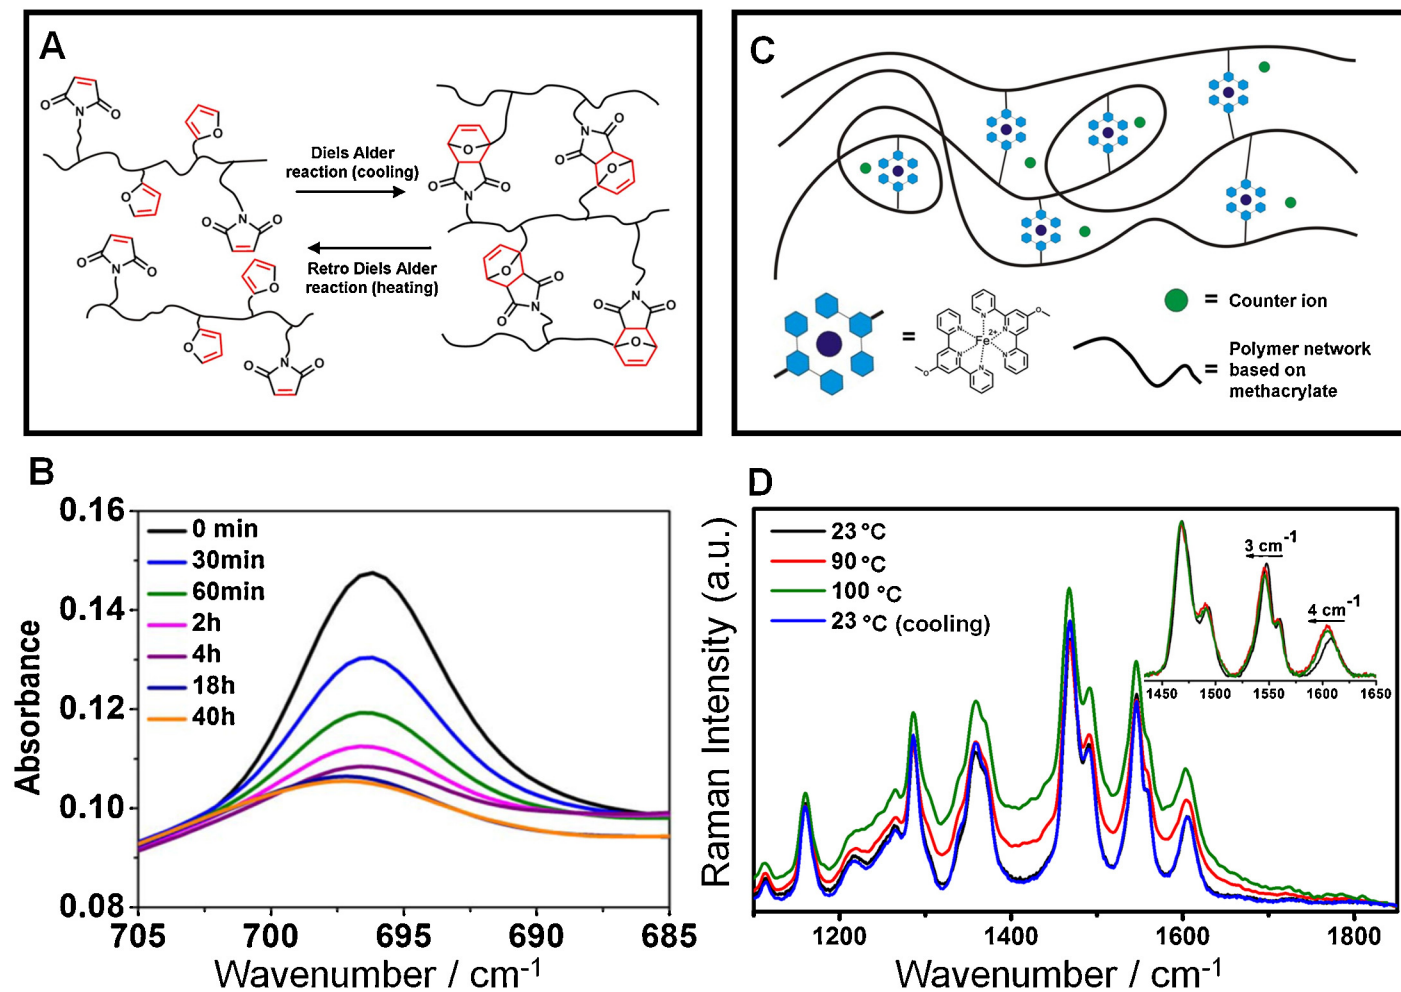 A
O
O
N
O
O
O
N
O
O
O
N
O
O
O
N
O
Diels Alder
reaction (cooling)
Retro Diels Alder
reaction (heating)
O
O
N
O
N
O
O
O
O
O
N
O
N
O
O
O
C
= Counter ion
= Polymer network
based on
methacrylate
=
N
N
N
Fe
2+
N
N
N
O
O
B
0 min
30min
60min
2h
4h
18h
40h
0.16
0.14
0.12
0.10
0.08
705 700 695 690 685
Absorbance
Wavenumber / cm-1
D
23 °C
90 °C
100 °C
23 °C (cooling)
3 cm-1
4 cm-1
1450 1500 1550 1600 1650
1200 1400 1600 1800
Raman Intensity (a.u.)
Wavenumber / cm-1